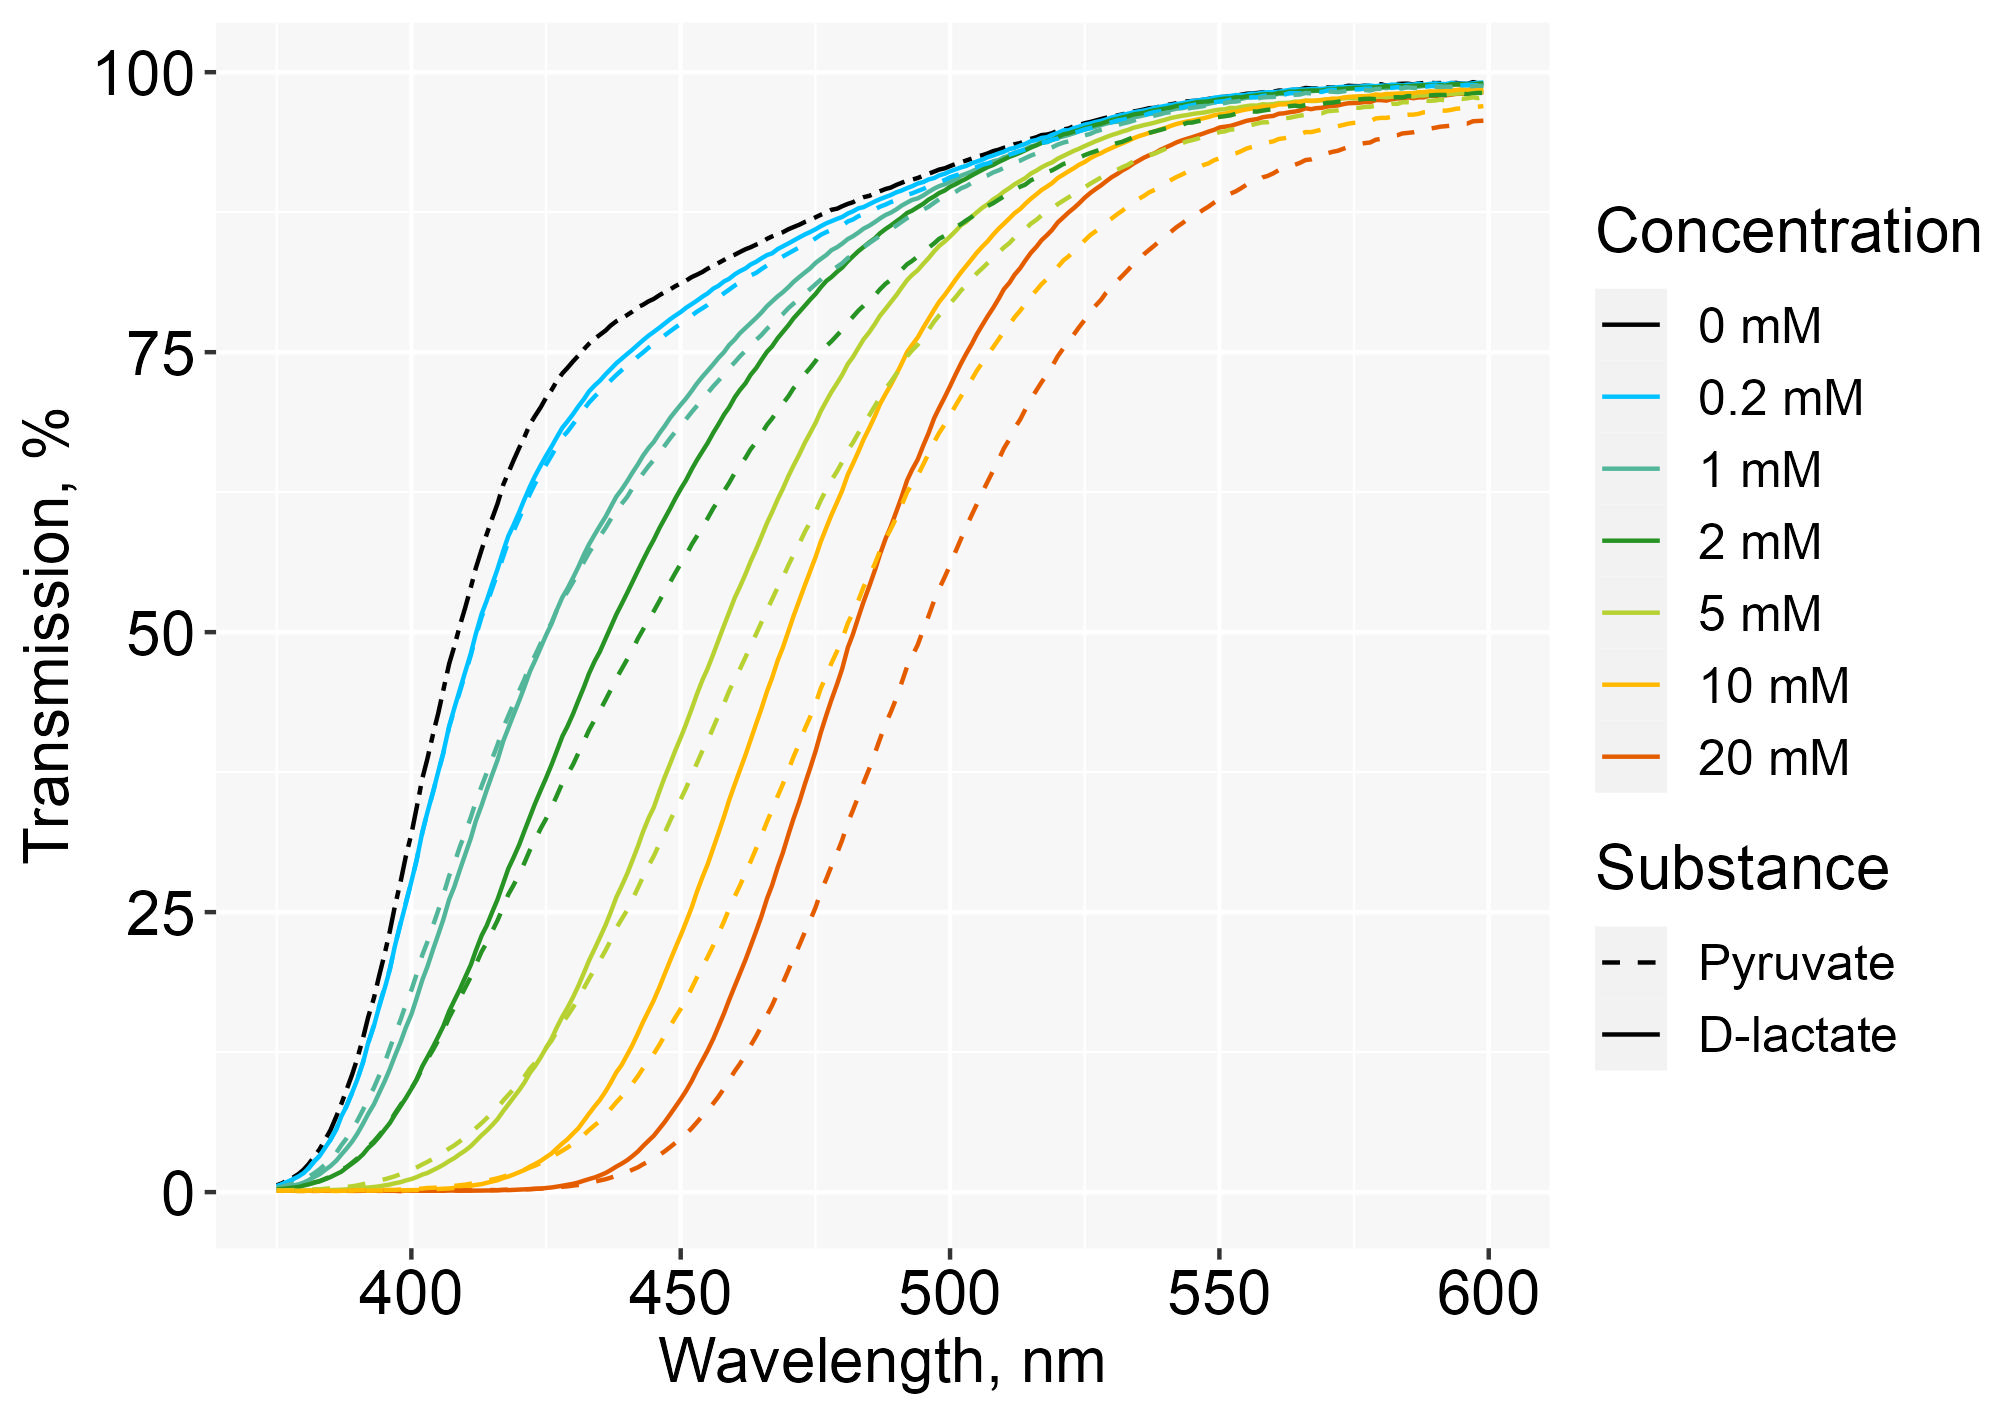 100
75
50
25
0
Transmission, %
400 450 500 550 600
Wavelength, nm
Concentration
0 mM
0.2 mM
1 mM
2 mM
5 mM
10 mM
20 mM
Substance
Pyruvate
D-lactate